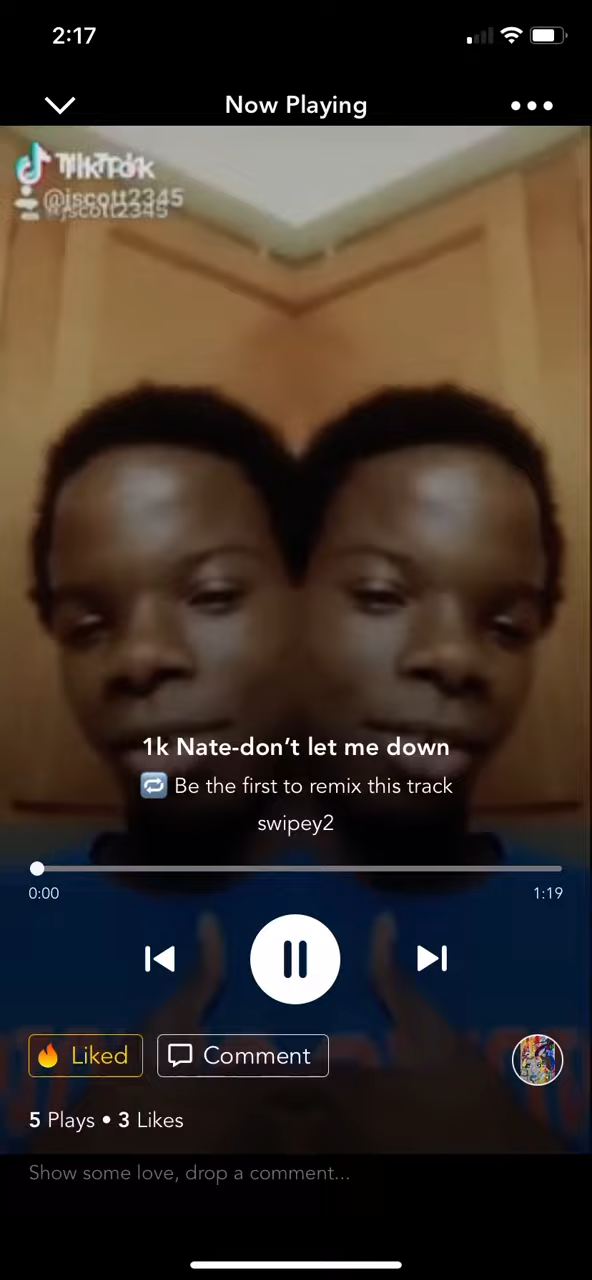 2:17
Now Playing
TikTok
@jscott2345
1k Nate-don't let me down
Be the first to remix this track
swipey2
0:00
1:19
Liked
Comment
5 Plays • 3 Likes
Show some love, drop a comment...